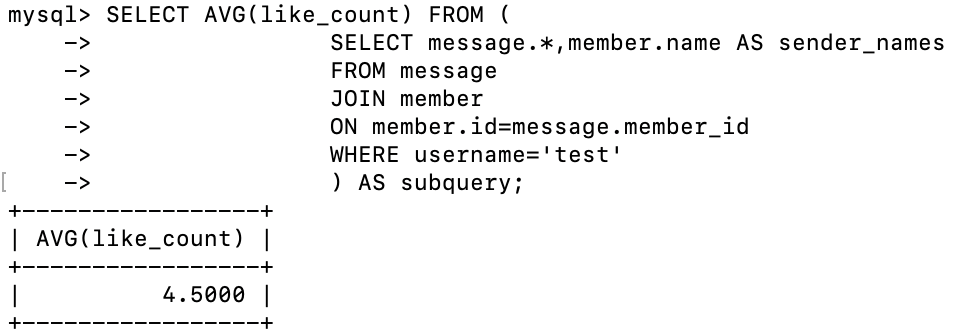 mysql> SELECT AVG(like_count) FROM (
    ->                 SELECT message.*,member.name AS sender_names
    ->                 FROM message
    ->                 JOIN member
    ->                 ON member.id=message.member_id
    ->                 WHERE username='test'
[    ->                 ) AS subquery;
+-----------------+
| AVG(like_count) |
+-----------------+
|          4.5000 |
+-----------------+